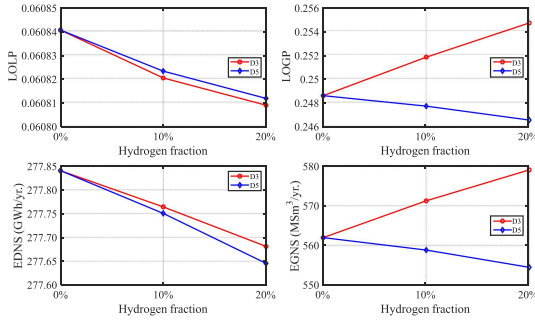 0.06085
0.06084
0.06083
0.06082
0.06081
0.06080
LOLP
D3
D5
0% 10% 20%
Hydrogen fraction
0.256
0.254
0.252
0.25
0.248
0.246
LOGP
D3
D5
0% 10% 20%
Hydrogen fraction
277.85
277.80
277.75
277.70
277.65
277.60
EDNS (GWh/yr.)
D3
D5
0% 10% 20%
Hydrogen fraction
580
570
560
550
EGNS (MSm³/yr.)
D3
D5
0% 10% 20%
Hydrogen fraction